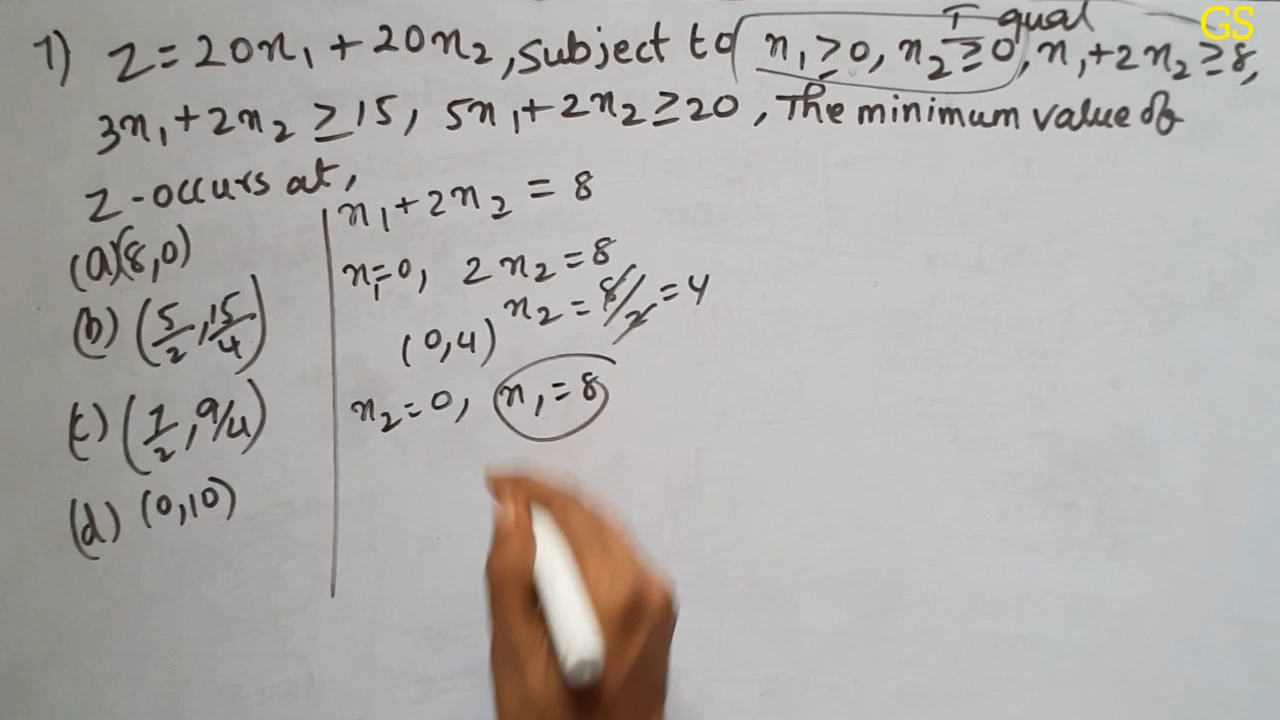 I qual
GS
1) Z = 20x₁ + 20x₂, subject to x₁ ≥ 0, x₂ ≥ 0, x₁ + 2x₂ ≥ 8,
3x₁ + 2x₂ ≥ 15, 5x₁ + 2x₂ ≥ 20, The minimum value of
Z - occurs at,
(a) (8,0)
(b) (5/2, 15/4)
(c) (7/2, 9/4)
(d) (0,10)
x₁ + 2x₂ = 8
x₁ = 0, 2x₂ = 8
x₂ = 8/2 = 4
(0,4)
x₂ = 0, x₁ = 8